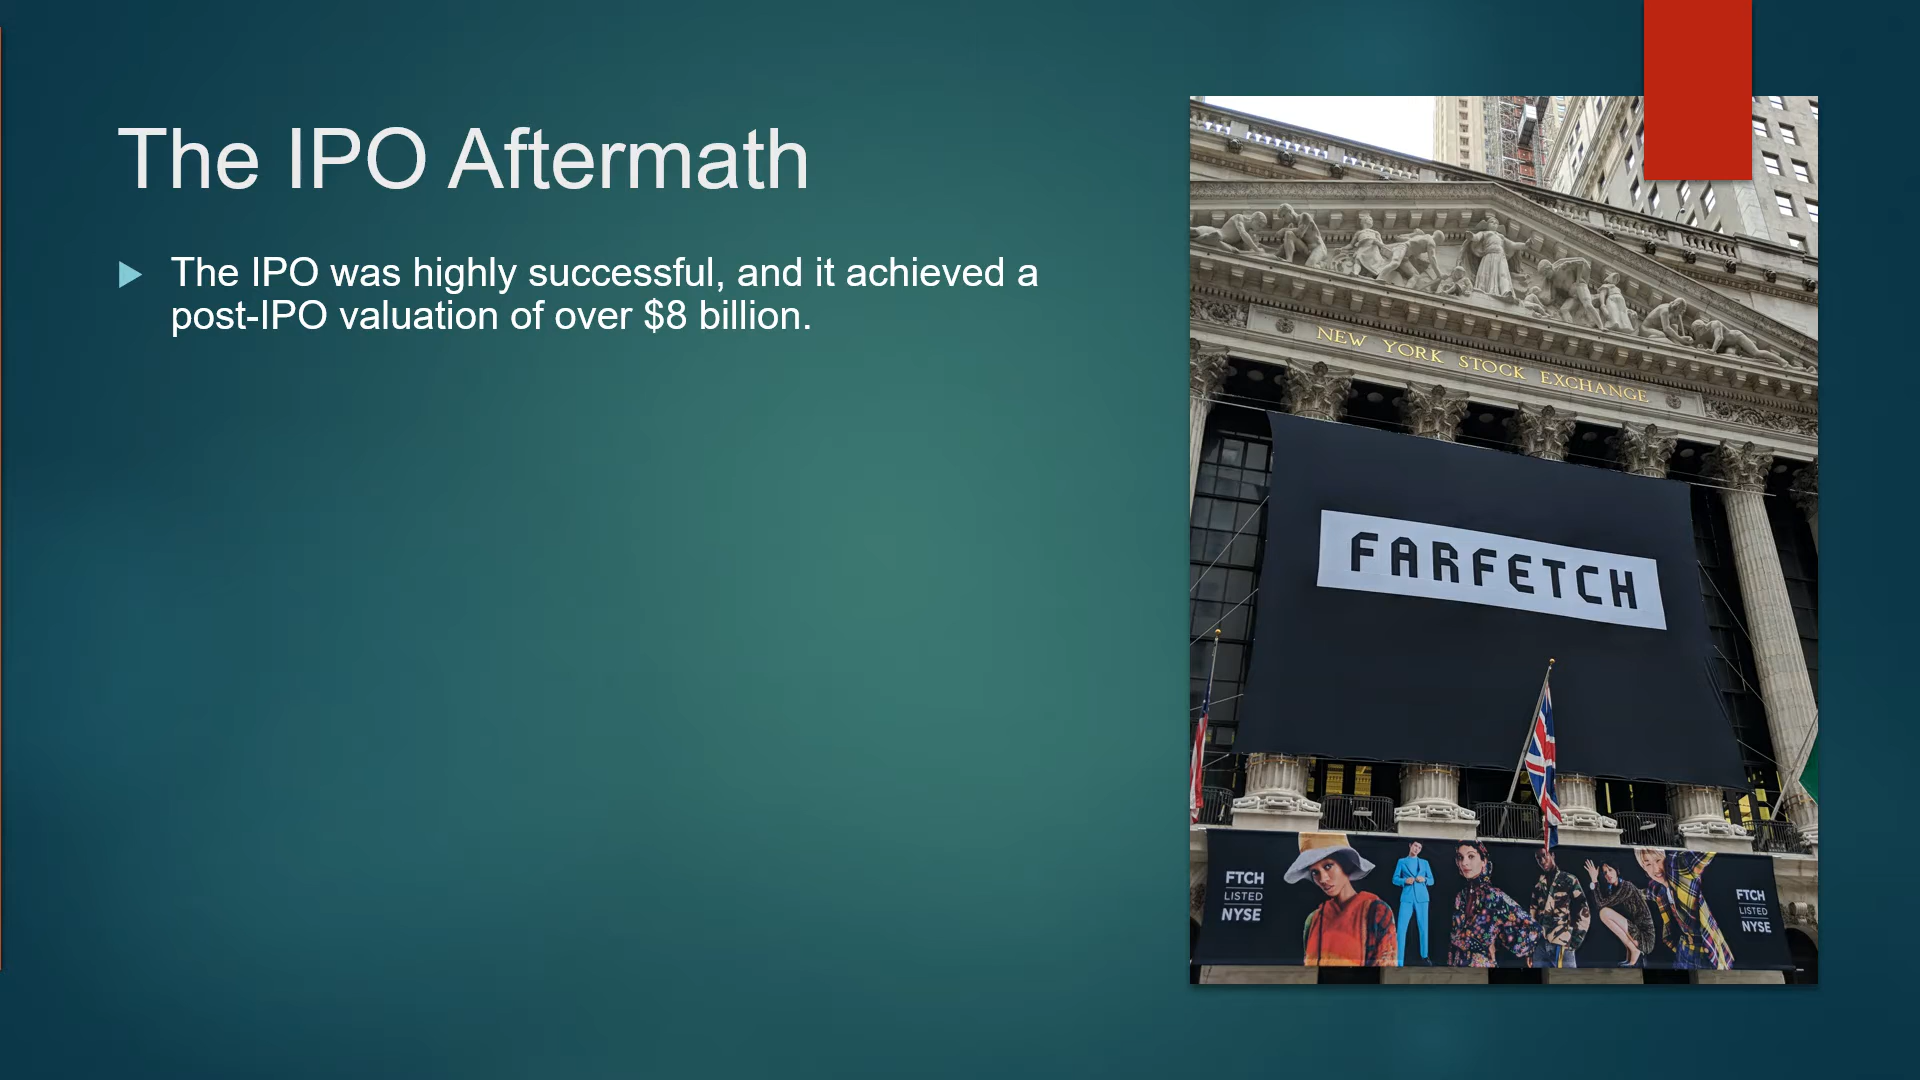 The IPO Aftermath
The IPO was highly successful, and it achieved a
post-IPO valuation of over $8 billion.
NEW YORK STOCK EXCHANGE
FARFETCH
FTCH
LISTED
NYSE
FTCH
LISTED
NYSE